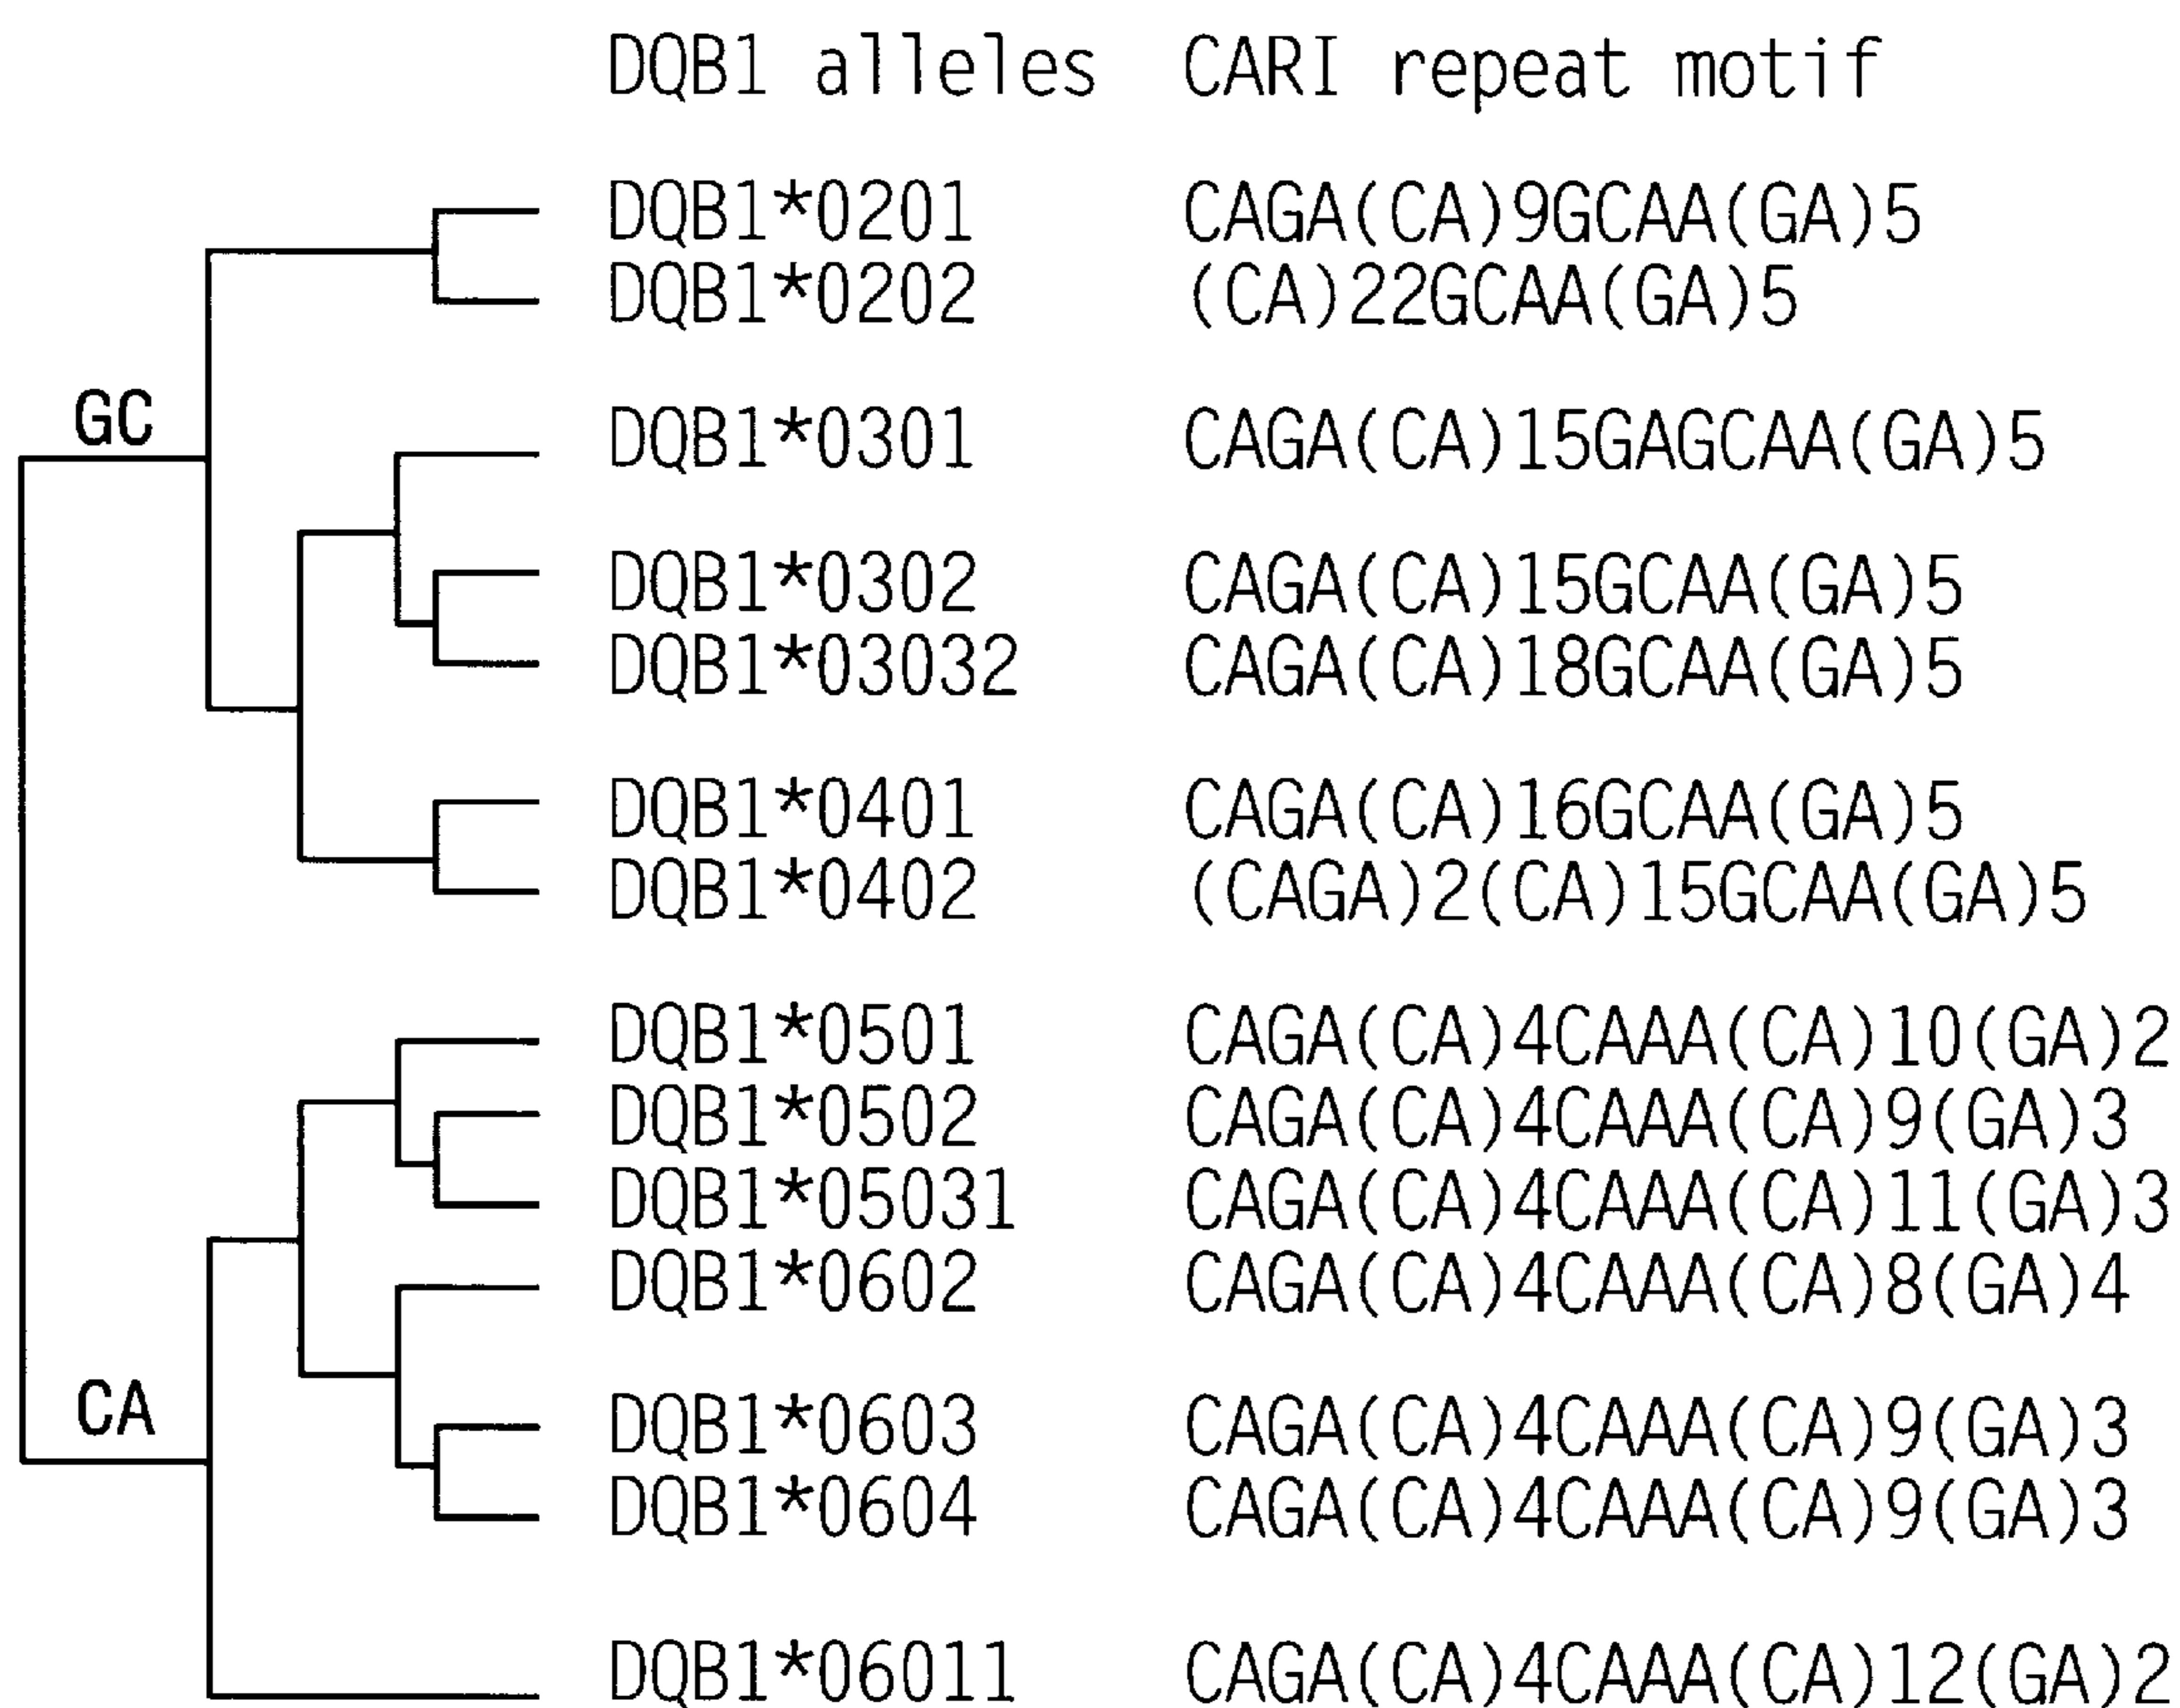 DQB1 alleles CARI repeat motif
DQB1*0201 CAGA(CA)9GCAA(GA)5
DQB1*0202 (CA)22GCAA(GA)5
GC
DQB1*0301 CAGA(CA)15GAGCAA(GA)5
DQB1*0302 CAGA(CA)15GCAA(GA)5
DQB1*03032 CAGA(CA)18GCAA(GA)5
DQB1*0401 CAGA(CA)16GCAA(GA)5
DQB1*0402 (CAGA)2(CA)15GCAA(GA)5
DQB1*0501 CAGA(CA)4CAAA(CA)10(GA)2
DQB1*0502 CAGA(CA)4CAAA(CA)9(GA)3
DQB1*05031 CAGA(CA)4CAAA(CA)11(GA)3
DQB1*0602 CAGA(CA)4CAAA(CA)8(GA)4
CA
DQB1*0603 CAGA(CA)4CAAA(CA)9(GA)3
DQB1*0604 CAGA(CA)4CAAA(CA)9(GA)3
DQB1*06011 CAGA(CA)4CAAA(CA)12(GA)2